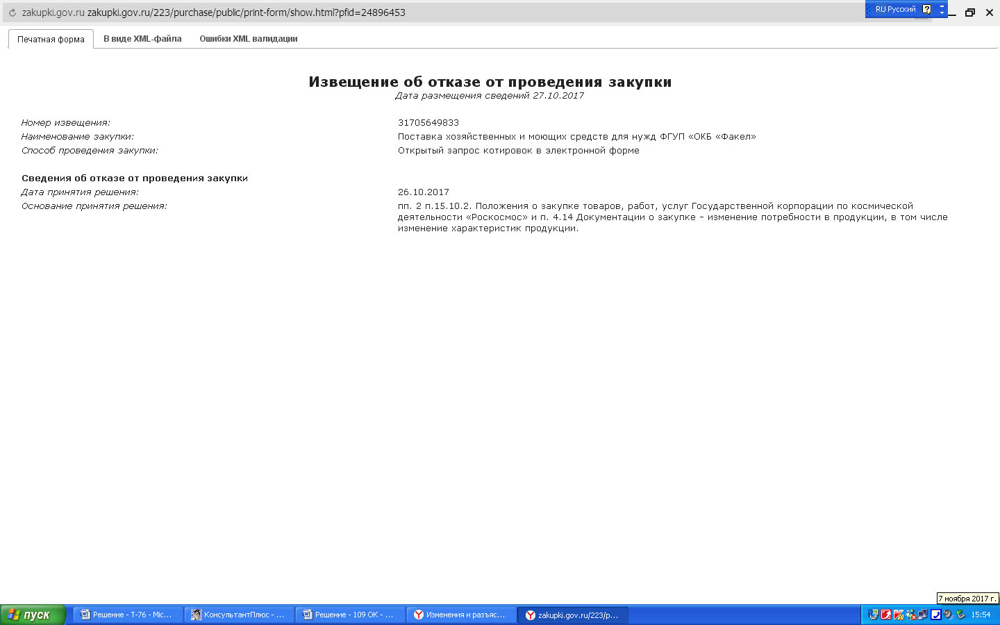 zakupki.gov.ru zakupki.gov.ru/223/purchase/public/print-form/show.html?pfid=24896453
RU Русский
Печатная форма
В виде XML-файла
Ошибки XML валидации
Извещение об отказе от проведения закупки
Дата размещения сведений 27.10.2017
Номер извещения: 31705649833
Наименование закупки: Поставка хозяйственных и моющих средств для нужд ФГУП «ОКБ «Факел»
Способ проведения закупки: Открытый запрос котировок в электронной форме
Сведения об отказе от проведения закупки
Дата принятия решения: 26.10.2017
Основание принятия решения: пп. 2 п.15.10.2. Положения о закупке товаров, работ, услуг Государственной корпорации по космической
деятельности «Роскосмос» и п. 4.14 Документации о закупке – изменение потребности в продукции, в том числе
изменение характеристик продукции.
7 ноября 2017 г.
пуск
Решение - Т-76 - Mic...
КонсультантПлюс - ...
Решение - 109 ОК - ...
Изменения и разъяс...
zakupki.gov.ru/223/p...
15:54